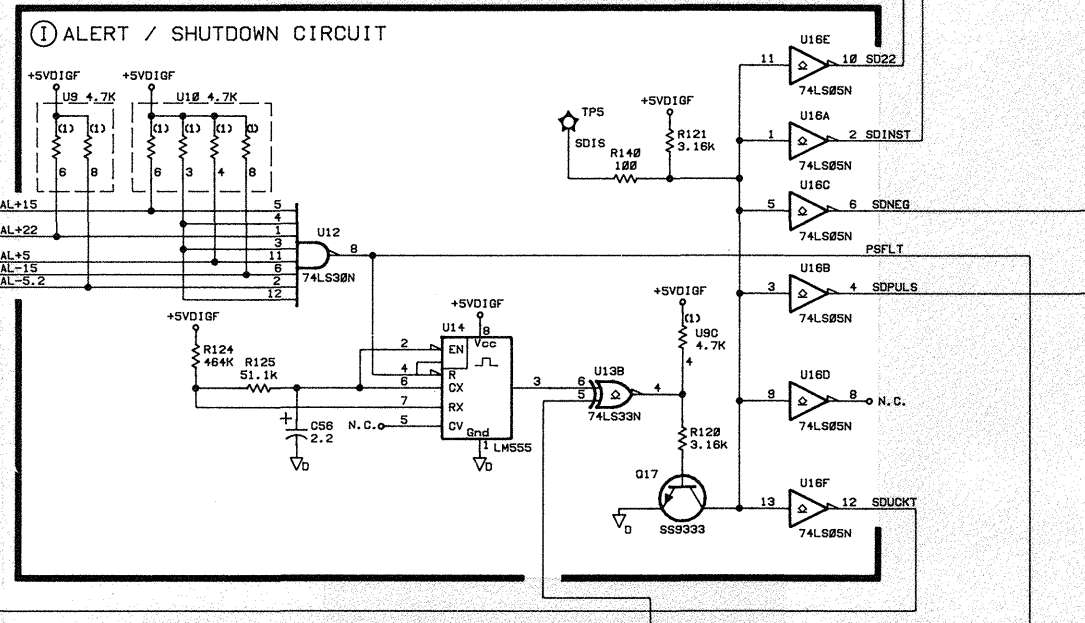 I ALERT / SHUTDOWN CIRCUIT
+5VDIGF
+5VDIGF
U9 4.7K
U10 4.7K
(1)
(1)
(1)
(1)
(1)
(1)
6
8
6
3
4
8
AL+15
AL+22
AL+5
AL-15
AL-5.2
5
4
1
3
11
6
2
12
U12
8
74LS30N
TP5
SDIS
R140
100
+5VDIGF
R121
3.16k
U16E
11
10 SD22
74LS05N
U16A
1
2 SDINST
74LS05N
U16C
5
6 SDNEG
74LS05N
PSFLT
U16B
3
4 SDPULS
74LS05N
U16D
9
8
N.C.
74LS05N
U16F
13
12 SDUCKT
74LS05N
+5VDIGF
R124
464K
R125
51.1k
+
C56
2.2
D
+5VDIGF
U14
8
Vcc
2
EN
4
R
6
CX
7
RX
N.C.
5
CV
Gnd
1
LM555
D
3
U13B
6
5
4
74LS33N
+5VDIGF
(1)
U9C
4.7K
4
R120
3.16k
Q17
SS9333
D